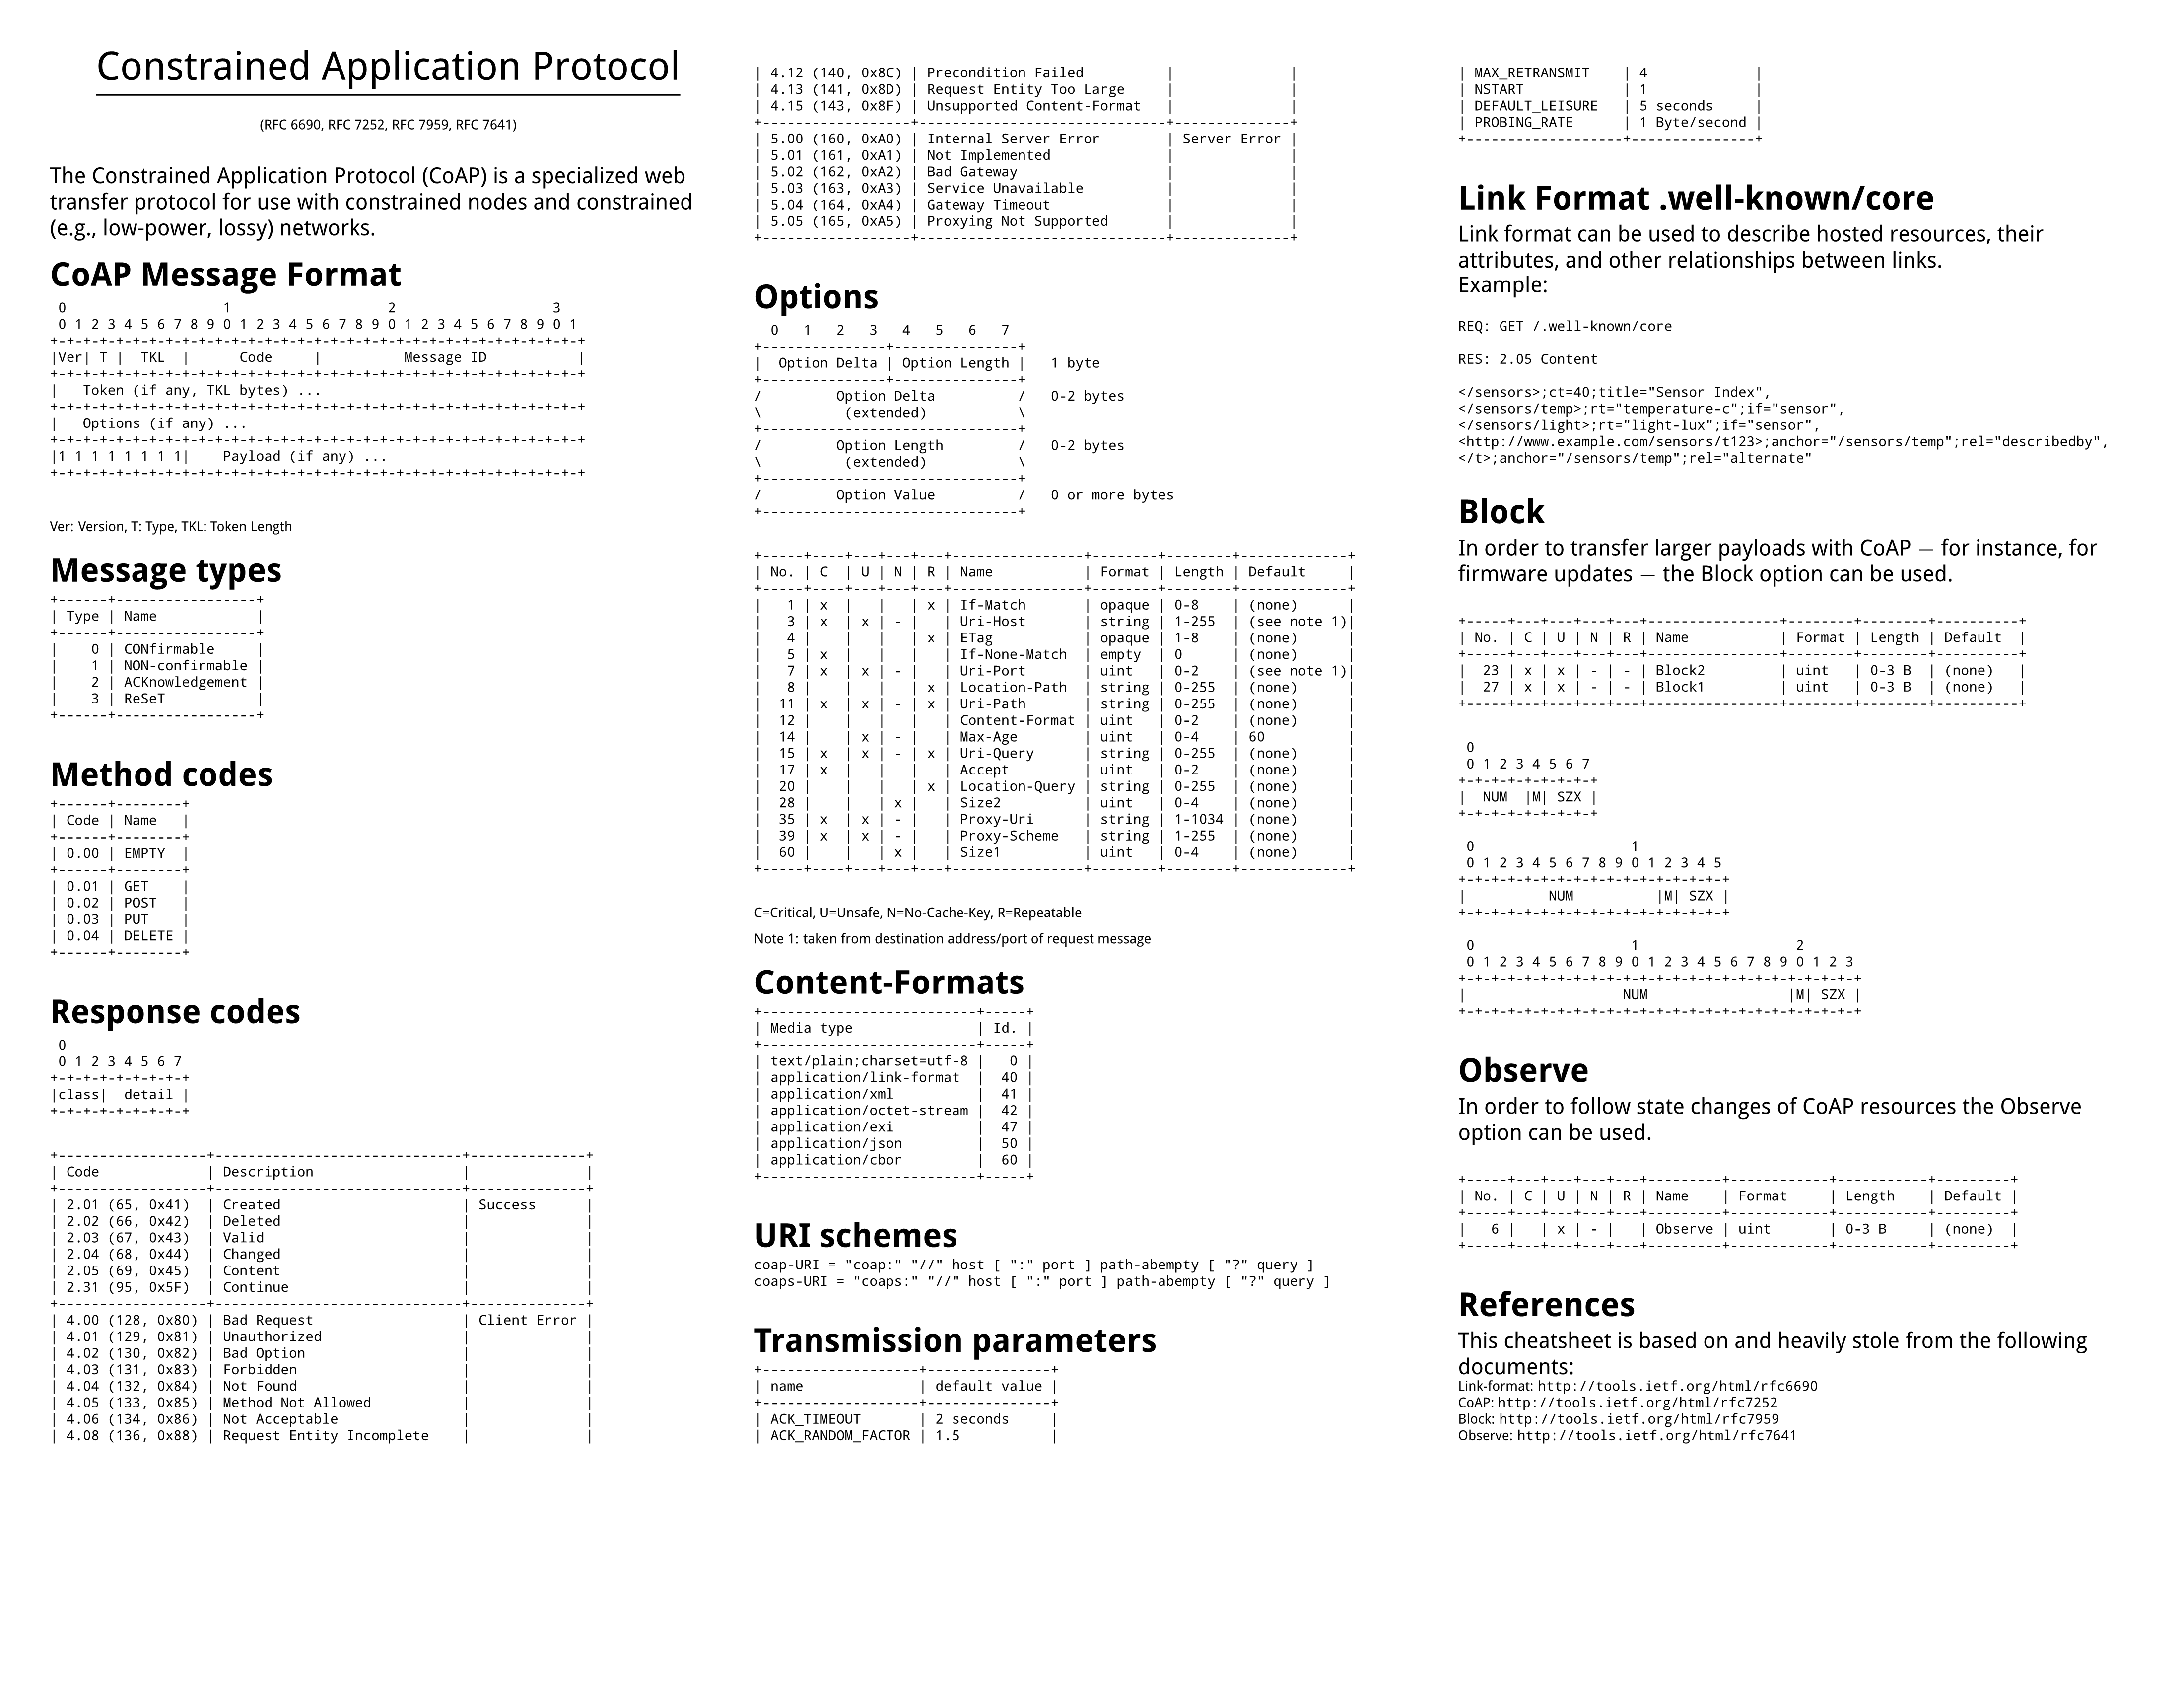 Constrained Application Protocol
(RFC 6690, RFC 7252, RFC 7959, RFC 7641)
The Constrained Application Protocol (CoAP) is a specialized web
transfer protocol for use with constrained nodes and constrained
(e.g., low-power, lossy) networks.
CoAP Message Format
 0                   1                   2                   3
 0 1 2 3 4 5 6 7 8 9 0 1 2 3 4 5 6 7 8 9 0 1 2 3 4 5 6 7 8 9 0 1
+-+-+-+-+-+-+-+-+-+-+-+-+-+-+-+-+-+-+-+-+-+-+-+-+-+-+-+-+-+-+-+-+
|Ver| T |  TKL  |      Code     |          Message ID           |
+-+-+-+-+-+-+-+-+-+-+-+-+-+-+-+-+-+-+-+-+-+-+-+-+-+-+-+-+-+-+-+-+
|   Token (if any, TKL bytes) ...
+-+-+-+-+-+-+-+-+-+-+-+-+-+-+-+-+-+-+-+-+-+-+-+-+-+-+-+-+-+-+-+-+
|   Options (if any) ...
+-+-+-+-+-+-+-+-+-+-+-+-+-+-+-+-+-+-+-+-+-+-+-+-+-+-+-+-+-+-+-+-+
|1 1 1 1 1 1 1 1|    Payload (if any) ...
+-+-+-+-+-+-+-+-+-+-+-+-+-+-+-+-+-+-+-+-+-+-+-+-+-+-+-+-+-+-+-+-+
Ver: Version, T: Type, TKL: Token Length
Message types
+------+-----------------+
| Type | Name            |
+------+-----------------+
|    0 | CONfirmable     |
|    1 | NON-confirmable |
|    2 | ACKnowledgement |
|    3 | ReSeT           |
+------+-----------------+
Method codes
+------+--------+
| Code | Name   |
+------+--------+
| 0.00 | EMPTY  |
+------+--------+
| 0.01 | GET    |
| 0.02 | POST   |
| 0.03 | PUT    |
| 0.04 | DELETE |
+------+--------+
Response codes
 0
 0 1 2 3 4 5 6 7
+-+-+-+-+-+-+-+-+
|class|  detail |
+-+-+-+-+-+-+-+-+
+------------------+------------------------------+--------------+
| Code             | Description                  |              |
+------------------+------------------------------+--------------+
| 2.01 (65, 0x41)  | Created                      | Success      |
| 2.02 (66, 0x42)  | Deleted                      |              |
| 2.03 (67, 0x43)  | Valid                        |              |
| 2.04 (68, 0x44)  | Changed                      |              |
| 2.05 (69, 0x45)  | Content                      |              |
| 2.31 (95, 0x5F)  | Continue                     |              |
+------------------+------------------------------+--------------+
| 4.00 (128, 0x80) | Bad Request                  | Client Error |
| 4.01 (129, 0x81) | Unauthorized                 |              |
| 4.02 (130, 0x82) | Bad Option                   |              |
| 4.03 (131, 0x83) | Forbidden                    |              |
| 4.04 (132, 0x84) | Not Found                    |              |
| 4.05 (133, 0x85) | Method Not Allowed           |              |
| 4.06 (134, 0x86) | Not Acceptable               |              |
| 4.08 (136, 0x88) | Request Entity Incomplete    |              |
| 4.12 (140, 0x8C) | Precondition Failed          |              |
| 4.13 (141, 0x8D) | Request Entity Too Large     |              |
| 4.15 (143, 0x8F) | Unsupported Content-Format   |              |
+------------------+------------------------------+--------------+
| 5.00 (160, 0xA0) | Internal Server Error        | Server Error |
| 5.01 (161, 0xA1) | Not Implemented              |              |
| 5.02 (162, 0xA2) | Bad Gateway                  |              |
| 5.03 (163, 0xA3) | Service Unavailable          |              |
| 5.04 (164, 0xA4) | Gateway Timeout              |              |
| 5.05 (165, 0xA5) | Proxying Not Supported       |              |
+------------------+------------------------------+--------------+
Options
  0   1   2   3   4   5   6   7
+---------------+---------------+
|  Option Delta | Option Length |   1 byte
+---------------+---------------+
/         Option Delta          /   0-2 bytes
\          (extended)           \
+-------------------------------+
/         Option Length         /   0-2 bytes
\          (extended)           \
+-------------------------------+
/         Option Value          /   0 or more bytes
+-------------------------------+
+-----+----+---+---+---+----------------+--------+--------+-------------+
| No. | C  | U | N | R | Name           | Format | Length | Default     |
+-----+----+---+---+---+----------------+--------+--------+-------------+
|   1 | x  |   |   | x | If-Match       | opaque | 0-8    | (none)      |
|   3 | x  | x | - |   | Uri-Host       | string | 1-255  | (see note 1)|
|   4 |    |   |   | x | ETag           | opaque | 1-8    | (none)      |
|   5 | x  |   |   |   | If-None-Match  | empty  | 0      | (none)      |
|   7 | x  | x | - |   | Uri-Port       | uint   | 0-2    | (see note 1)|
|   8 |    |   |   | x | Location-Path  | string | 0-255  | (none)      |
|  11 | x  | x | - | x | Uri-Path       | string | 0-255  | (none)      |
|  12 |    |   |   |   | Content-Format | uint   | 0-2    | (none)      |
|  14 |    | x | - |   | Max-Age        | uint   | 0-4    | 60          |
|  15 | x  | x | - | x | Uri-Query      | string | 0-255  | (none)      |
|  17 | x  |   |   |   | Accept         | uint   | 0-2    | (none)      |
|  20 |    |   |   | x | Location-Query | string | 0-255  | (none)      |
|  28 |    |   | x |   | Size2          | uint   | 0-4    | (none)      |
|  35 | x  | x | - |   | Proxy-Uri      | string | 1-1034 | (none)      |
|  39 | x  | x | - |   | Proxy-Scheme   | string | 1-255  | (none)      |
|  60 |    |   | x |   | Size1          | uint   | 0-4    | (none)      |
+-----+----+---+---+---+----------------+--------+--------+-------------+
C=Critical, U=Unsafe, N=No-Cache-Key, R=Repeatable
Note 1: taken from destination address/port of request message
Content-Formats
+--------------------------+-----+
| Media type               | Id. |
+--------------------------+-----+
| text/plain;charset=utf-8 |   0 |
| application/link-format  |  40 |
| application/xml          |  41 |
| application/octet-stream |  42 |
| application/exi          |  47 |
| application/json         |  50 |
| application/cbor         |  60 |
+--------------------------+-----+
URI schemes
coap-URI = "coap:" "//" host [ ":" port ] path-abempty [ "?" query ]
coaps-URI = "coaps:" "//" host [ ":" port ] path-abempty [ "?" query ]
Transmission parameters
+-------------------+---------------+
| name              | default value |
+-------------------+---------------+
| ACK_TIMEOUT       | 2 seconds     |
| ACK_RANDOM_FACTOR | 1.5           |
| MAX_RETRANSMIT    | 4             |
| NSTART            | 1             |
| DEFAULT_LEISURE   | 5 seconds     |
| PROBING_RATE      | 1 Byte/second |
+-------------------+---------------+
Link Format .well-known/core
Link format can be used to describe hosted resources, their
attributes, and other relationships between links.
Example:
REQ: GET /.well-known/core
RES: 2.05 Content
</sensors>;ct=40;title="Sensor Index",
</sensors/temp>;rt="temperature-c";if="sensor",
</sensors/light>;rt="light-lux";if="sensor",
<http://www.example.com/sensors/t123>;anchor="/sensors/temp";rel="describedby",
</t>;anchor="/sensors/temp";rel="alternate"
Block
In order to transfer larger payloads with CoAP — for instance, for
firmware updates — the Block option can be used.
+-----+---+---+---+---+----------------+--------+--------+----------+
| No. | C | U | N | R | Name           | Format | Length | Default  |
+-----+---+---+---+---+----------------+--------+--------+----------+
|  23 | x | x | - | - | Block2         | uint   | 0-3 B  | (none)   |
|  27 | x | x | - | - | Block1         | uint   | 0-3 B  | (none)   |
+-----+---+---+---+---+----------------+--------+--------+----------+
 0
 0 1 2 3 4 5 6 7
+-+-+-+-+-+-+-+-+
|  NUM  |M| SZX |
+-+-+-+-+-+-+-+-+
 0                   1
 0 1 2 3 4 5 6 7 8 9 0 1 2 3 4 5
+-+-+-+-+-+-+-+-+-+-+-+-+-+-+-+-+
|          NUM          |M| SZX |
+-+-+-+-+-+-+-+-+-+-+-+-+-+-+-+-+
 0                   1                   2
 0 1 2 3 4 5 6 7 8 9 0 1 2 3 4 5 6 7 8 9 0 1 2 3
+-+-+-+-+-+-+-+-+-+-+-+-+-+-+-+-+-+-+-+-+-+-+-+-+
|                   NUM                 |M| SZX |
+-+-+-+-+-+-+-+-+-+-+-+-+-+-+-+-+-+-+-+-+-+-+-+-+
Observe
In order to follow state changes of CoAP resources the Observe
option can be used.
+-----+---+---+---+---+---------+------------+-----------+---------+
| No. | C | U | N | R | Name    | Format     | Length    | Default |
+-----+---+---+---+---+---------+------------+-----------+---------+
|   6 |   | x | - |   | Observe | uint       | 0-3 B     | (none)  |
+-----+---+---+---+---+---------+------------+-----------+---------+
References
This cheatsheet is based on and heavily stole from the following
documents:
Link-format: http://tools.ietf.org/html/rfc6690
CoAP: http://tools.ietf.org/html/rfc7252
Block: http://tools.ietf.org/html/rfc7959
Observe: http://tools.ietf.org/html/rfc7641